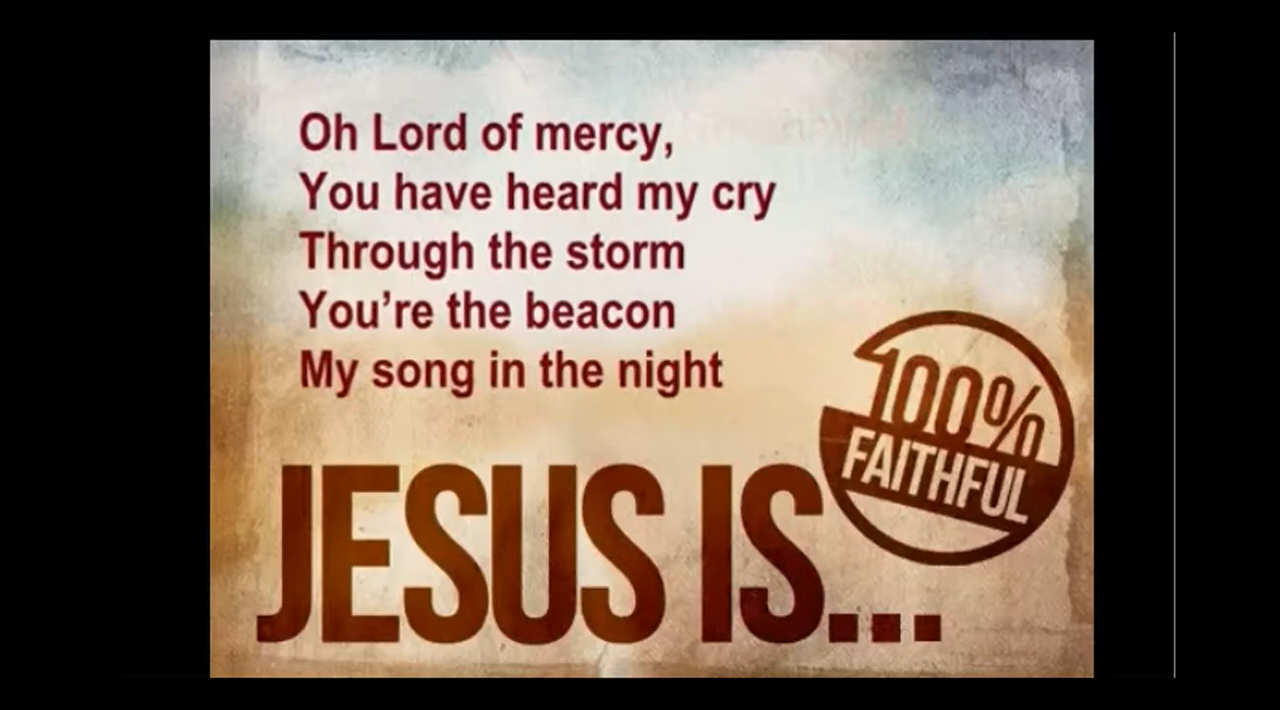 Oh Lord of mercy,
You have heard my cry
Through the storm
You’re the beacon
My song in the night
100%
FAITHFUL
JESUS IS...